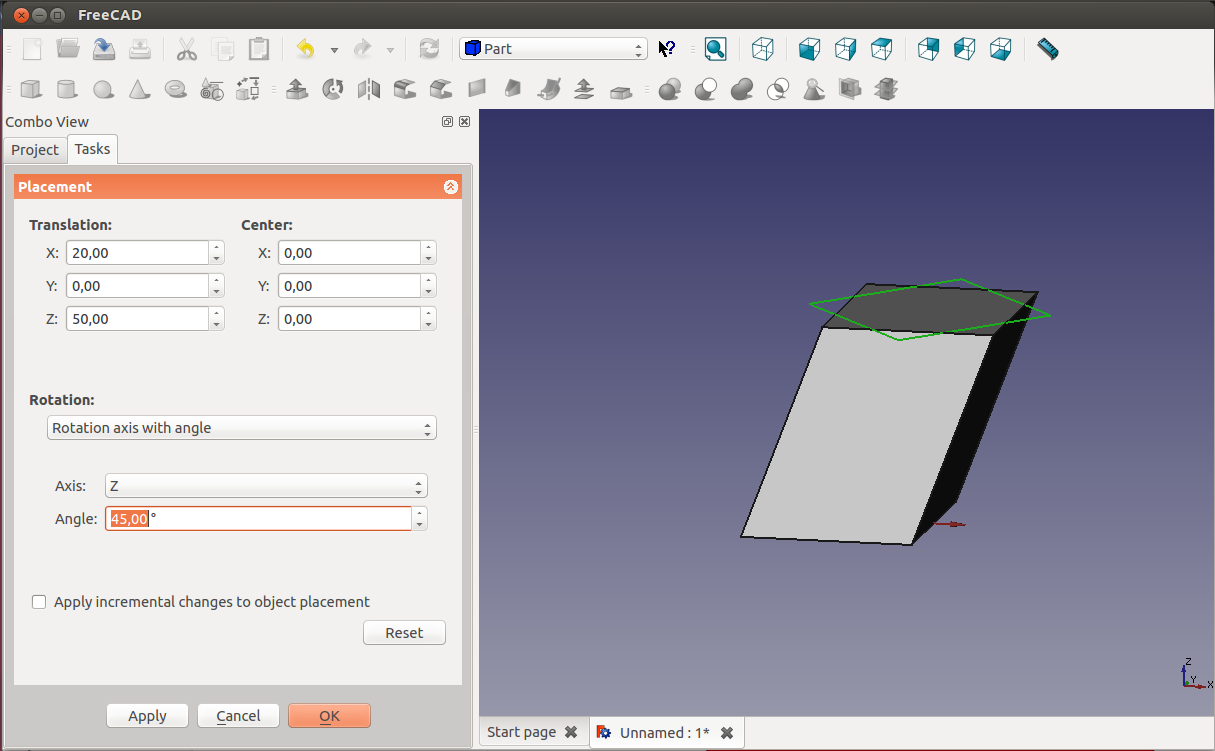 FreeCAD
Part
Combo View
Project Tasks
Placement
Translation: Center:
X: 20,00 X: 0,00
Y: 0,00 Y: 0,00
Z: 50,00 Z: 0,00
Rotation:
Rotation axis with angle
Axis: Z
Angle: 45,00 °
Apply incremental changes to object placement
Reset
Apply Cancel OK
Z
Y X
Start page Unnamed : 1*